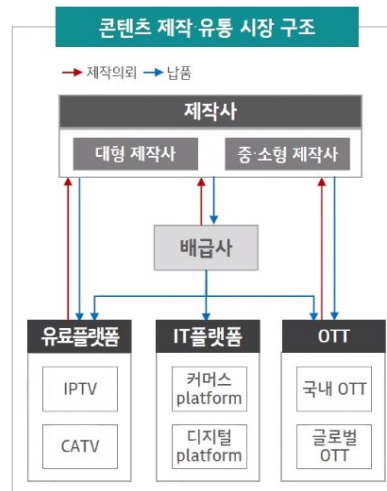 콘텐츠 제작·유통 시장 구조
제작의뢰 납품
제작사
대형 제작사 중·소형 제작사
배급사
유료플랫폼 IT플랫폼 OTT
IPTV 커머스 platform 국내 OTT
CATV 디지털 platform 글로벌 OTT